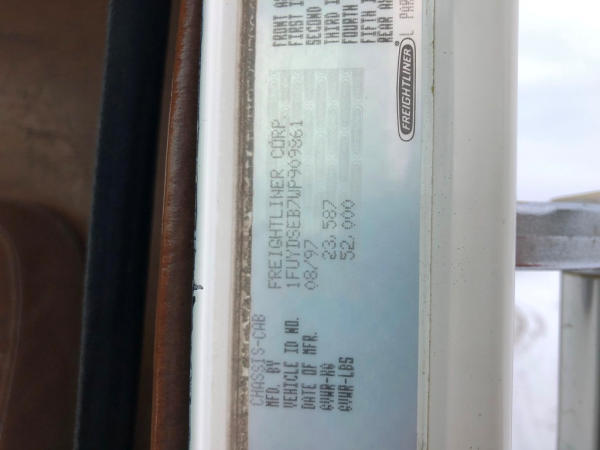 CHASSIS-CAB
MFD. BY FREIGHTLINER CORP.
VEHICLE ID NO. 1FUYDSEB7WP969861
DATE OF MFR. 08/97
GVWR-KG 23,587
GVWR-LBS 52,000
FRONT
FIRST
SECOND
THIRD
FOURTH
FIFTH
REAR
FREIGHTLINER®